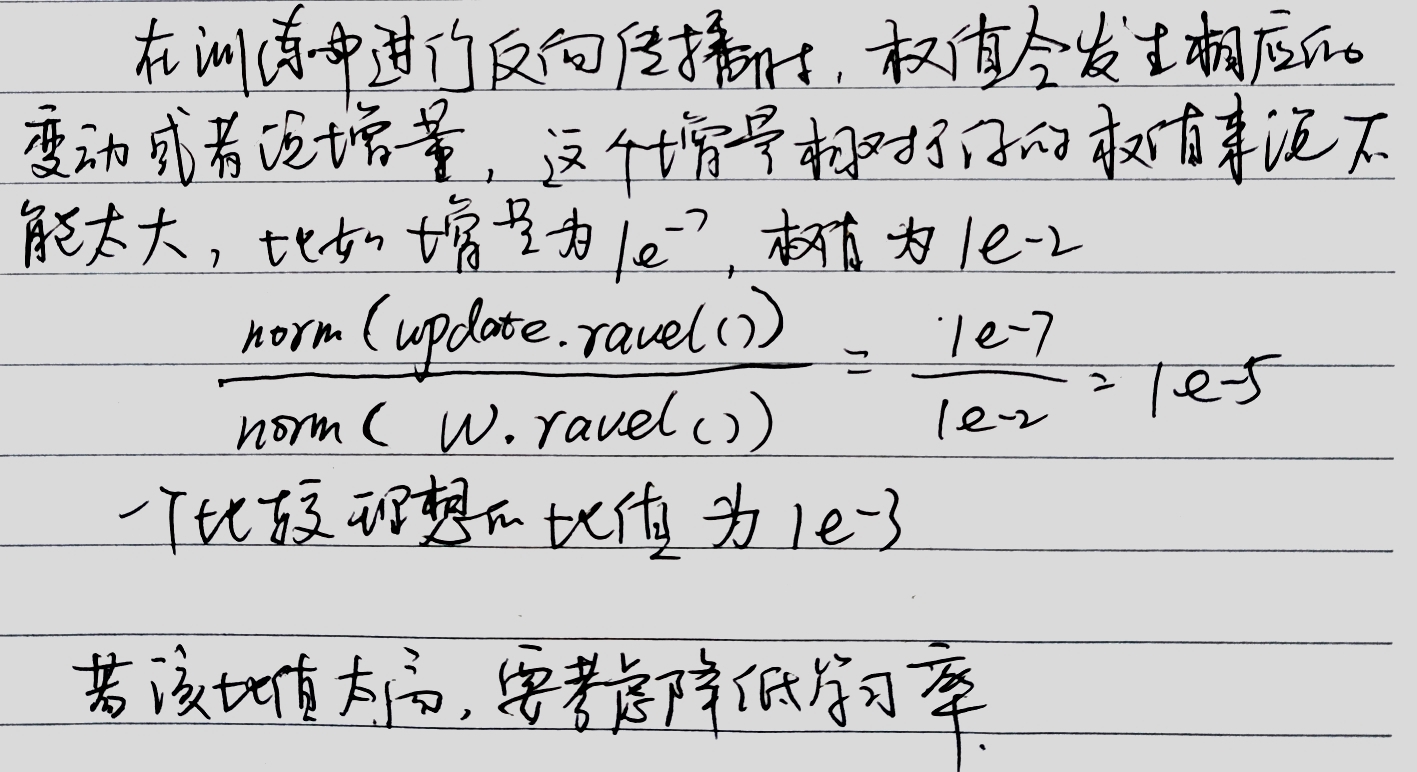 在训练中进行反向传播时，权值会发生相应的
变动或者说增量，这个增量相对于你的权值来说不
能太大，比如增量为1e-7，权值为1e-2
norm(update.ravel()) / norm(W.ravel()) = 1e-7 / 1e-2 = 1e-5
一个比较理想的比值为1e-3
若该比值太高，要考虑降低学习率.